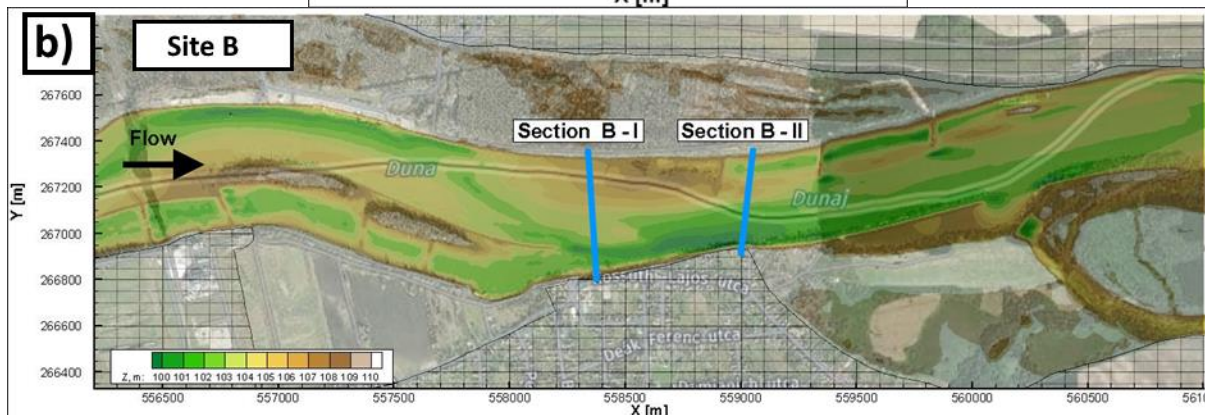 X [m]
b)
Site B
267600
267400
267200
267000
266800
266600
266400
Y [m]
Flow
Duna
Section B - I
Section B - II
Dunaj
Lajos utca
Deák Ferenc utca
utca
Z, m: 100 101 102 103 104 105 106 107 108 109 110
556500 557000 557500 558000 558500 559000 559500 560000 560500 5610
X [m]